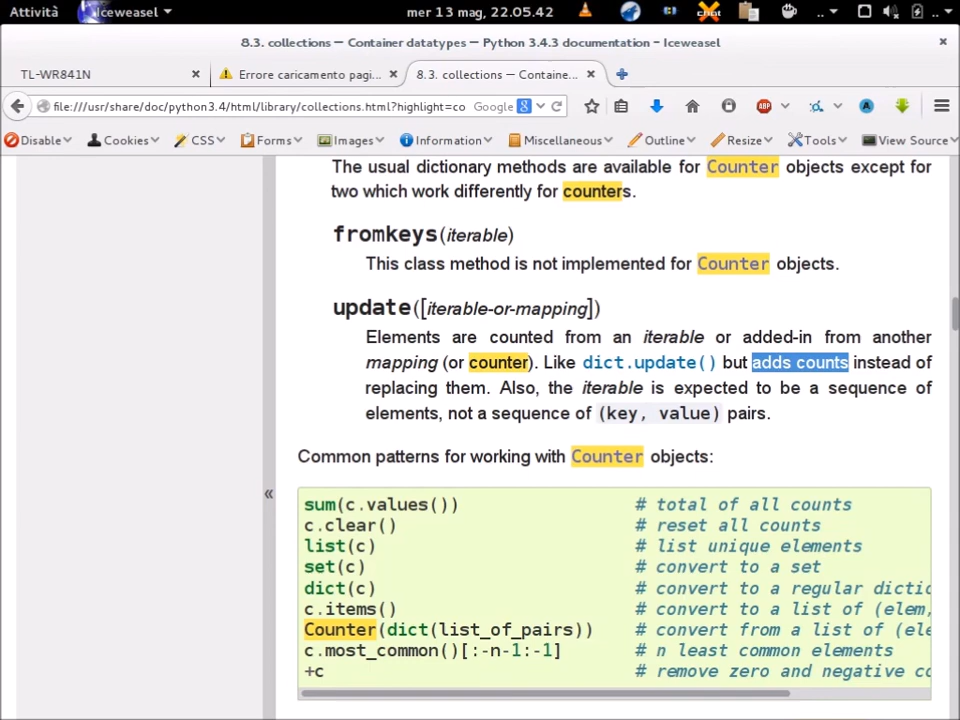 Attività Iceweasel mer 13 mag, 22.05.42 chat .. ..
8.3. collections — Container datatypes — Python 3.4.3 documentation - Iceweasel
TL-WR841N Errore caricamento pagi... 8.3. collections — Containe...
file:///usr/share/doc/python3.4/html/library/collections.html?highlight=co Google 8 ABP
Disable Cookies CSS Forms Images Information Miscellaneous Outline Resize Tools View Source
The usual dictionary methods are available for Counter objects except for
two which work differently for counters.
fromkeys(iterable)
This class method is not implemented for Counter objects.
update([iterable-or-mapping])
Elements are counted from an iterable or added-in from another
mapping (or counter). Like dict.update() but adds counts instead of
replacing them. Also, the iterable is expected to be a sequence of
elements, not a sequence of (key, value) pairs.
Common patterns for working with Counter objects:
«
sum(c.values()) # total of all counts
c.clear() # reset all counts
list(c) # list unique elements
set(c) # convert to a set
dict(c) # convert to a regular dictio
c.items() # convert to a list of (elem,
Counter(dict(list_of_pairs)) # convert from a list of (ele
c.most_common()[:-n-1:-1] # n least common elements
+c # remove zero and negative co